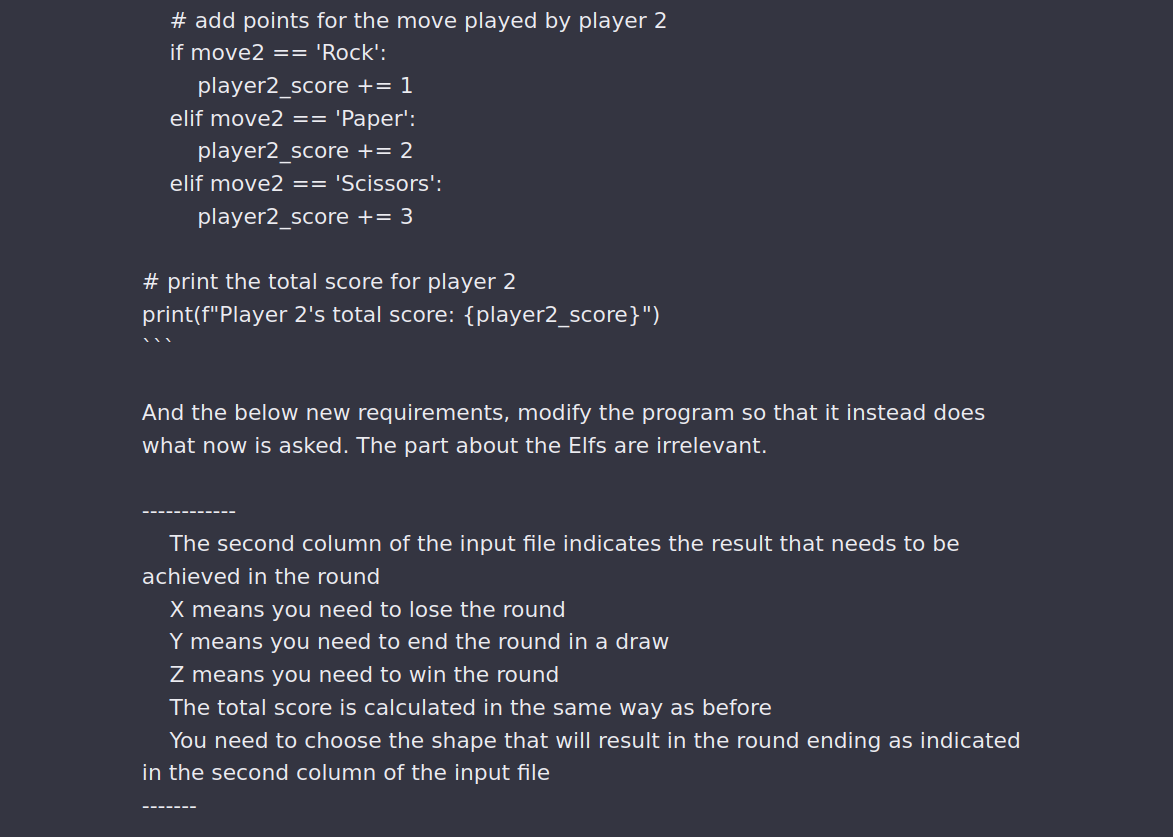 # add points for the move played by player 2
if move2 == 'Rock':
player2_score += 1
elif move2 == 'Paper':
player2_score += 2
elif move2 == 'Scissors':
player2_score += 3
# print the total score for player 2
print(f"Player 2's total score: {player2_score}")
```
And the below new requirements, modify the program so that it instead does
what now is asked. The part about the Elfs are irrelevant.
------------
The second column of the input file indicates the result that needs to be
achieved in the round
X means you need to lose the round
Y means you need to end the round in a draw
Z means you need to win the round
The total score is calculated in the same way as before
You need to choose the shape that will result in the round ending as indicated
in the second column of the input file
-------